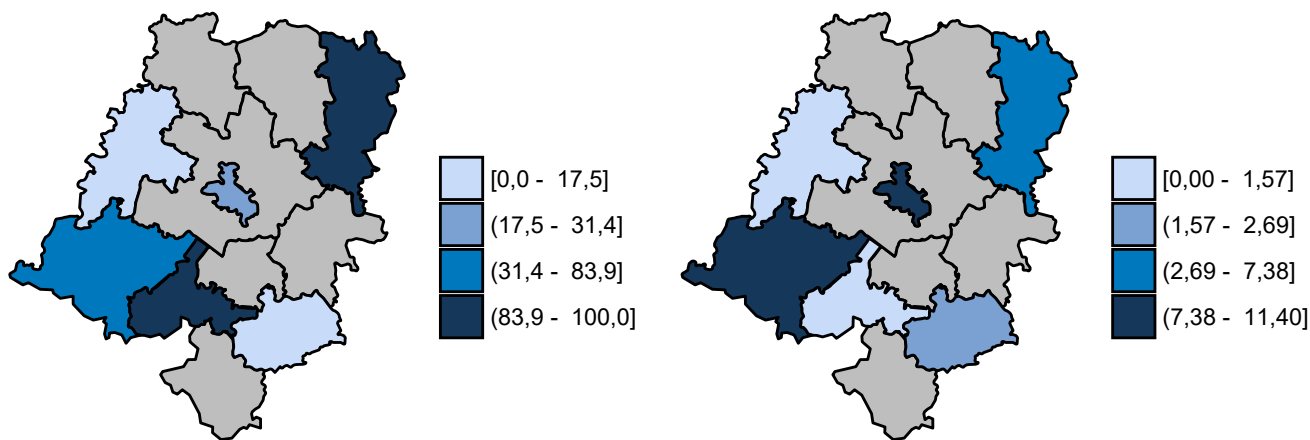 [0,0 - 17,5]
(17,5 - 31,4]
(31,4 - 83,9]
(83,9 - 100,0]
[0,00 - 1,57]
(1,57 - 2,69]
(2,69 - 7,38]
(7,38 - 11,40]